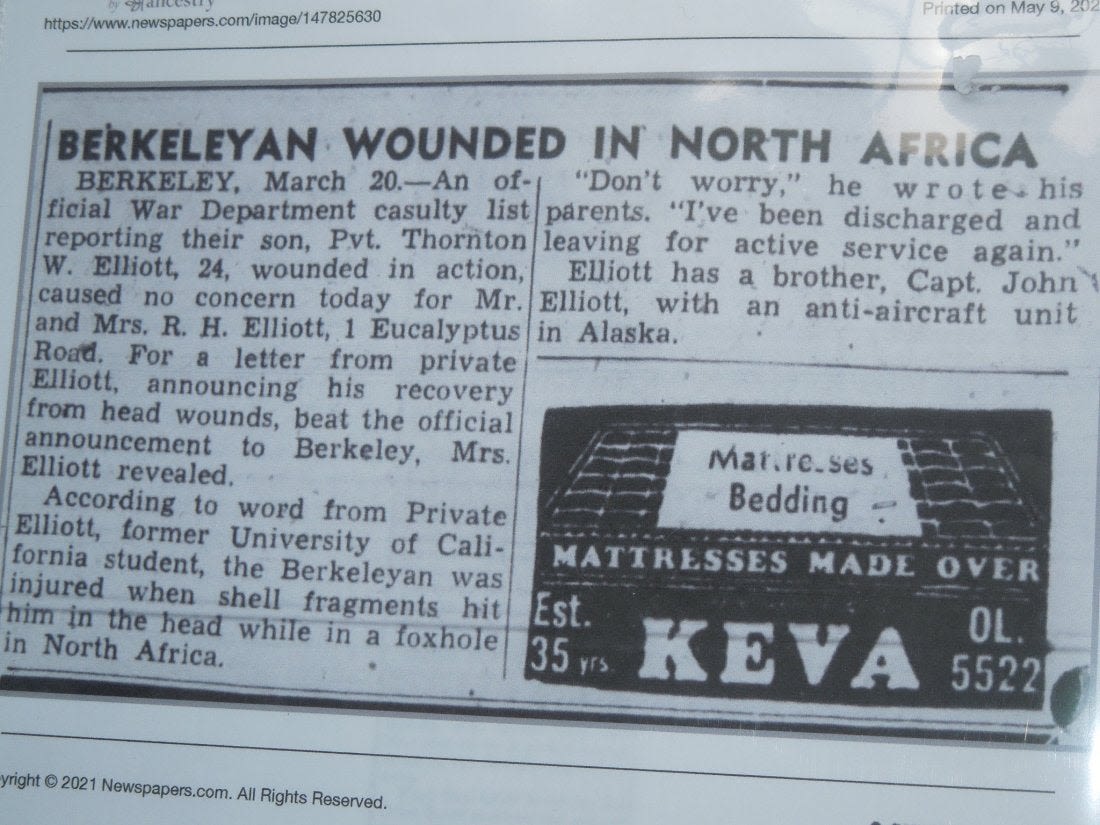 by ancestry
https://www.newspapers.com/image/147825630
Printed on May 9, 202
BERKELEYAN WOUNDED IN NORTH AFRICA
BERKELEY, March 20.—An of-
ficial War Department casulty list
reporting their son, Pvt. Thornton
W. Elliott, 24, wounded in action,
caused no concern today for Mr.
and Mrs. R. H. Elliott, 1 Eucalyptus
Road. For a letter from private
Elliott, announcing his recovery
from head wounds, beat the official
announcement to Berkeley, Mrs.
Elliott revealed.
According to word from Private
Elliott, former University of Cali-
fornia student, the Berkeleyan was
injured when shell fragments hit
him in the head while in a foxhole
in North Africa.
"Don't worry," he wrote his
parents. "I've been discharged and
leaving for active service again."
Elliott has a brother, Capt. John
Elliott, with an anti-aircraft unit
in Alaska.
Mattresses
Bedding
MATTRESSES MADE OVER
Est.
35 yrs.
KEVA
OL.
5522
yright © 2021 Newspapers.com. All Rights Reserved.